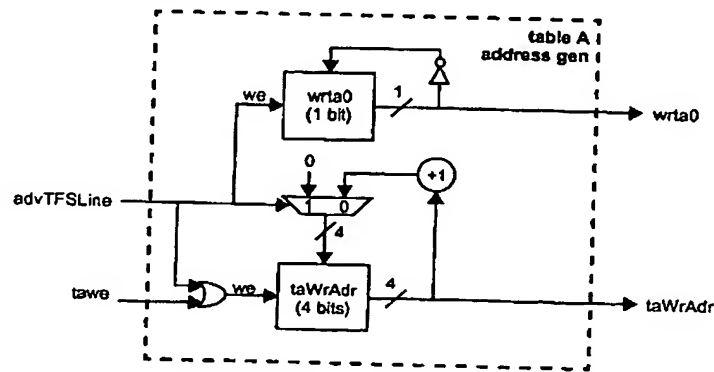 table A
address gen
we
wrta0
(1 bit)
1
wrta0
0
+1
advTFSLine
1 0
4
tawe
we
taWrAdr
(4 bits)
4
taWrAdr